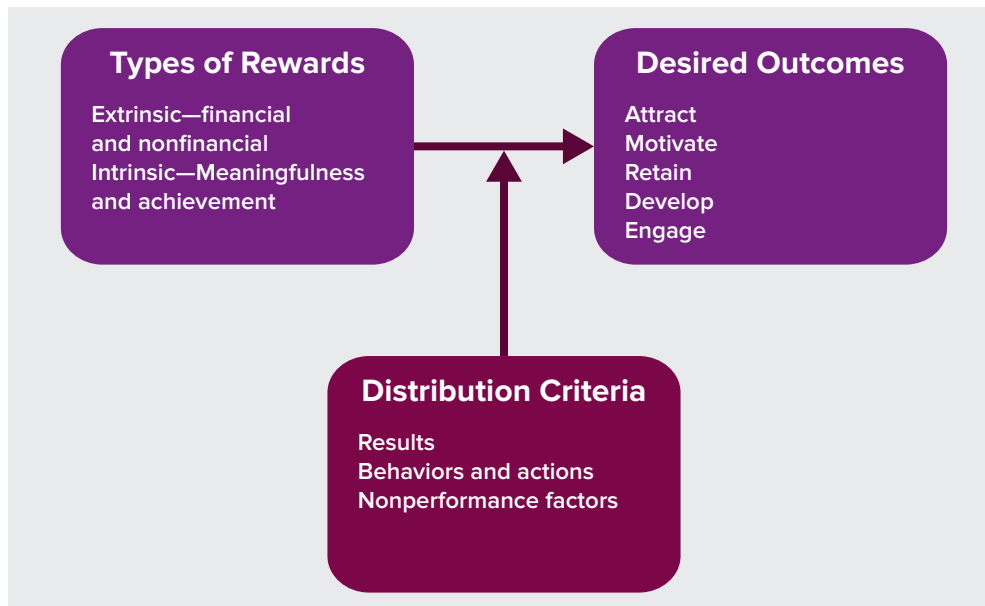 Types of Rewards
Extrinsic—financial
and nonfinancial
Intrinsic—Meaningfulness
and achievement
Desired Outcomes
Attract
Motivate
Retain
Develop
Engage
Distribution Criteria
Results
Behaviors and actions
Nonperformance factors